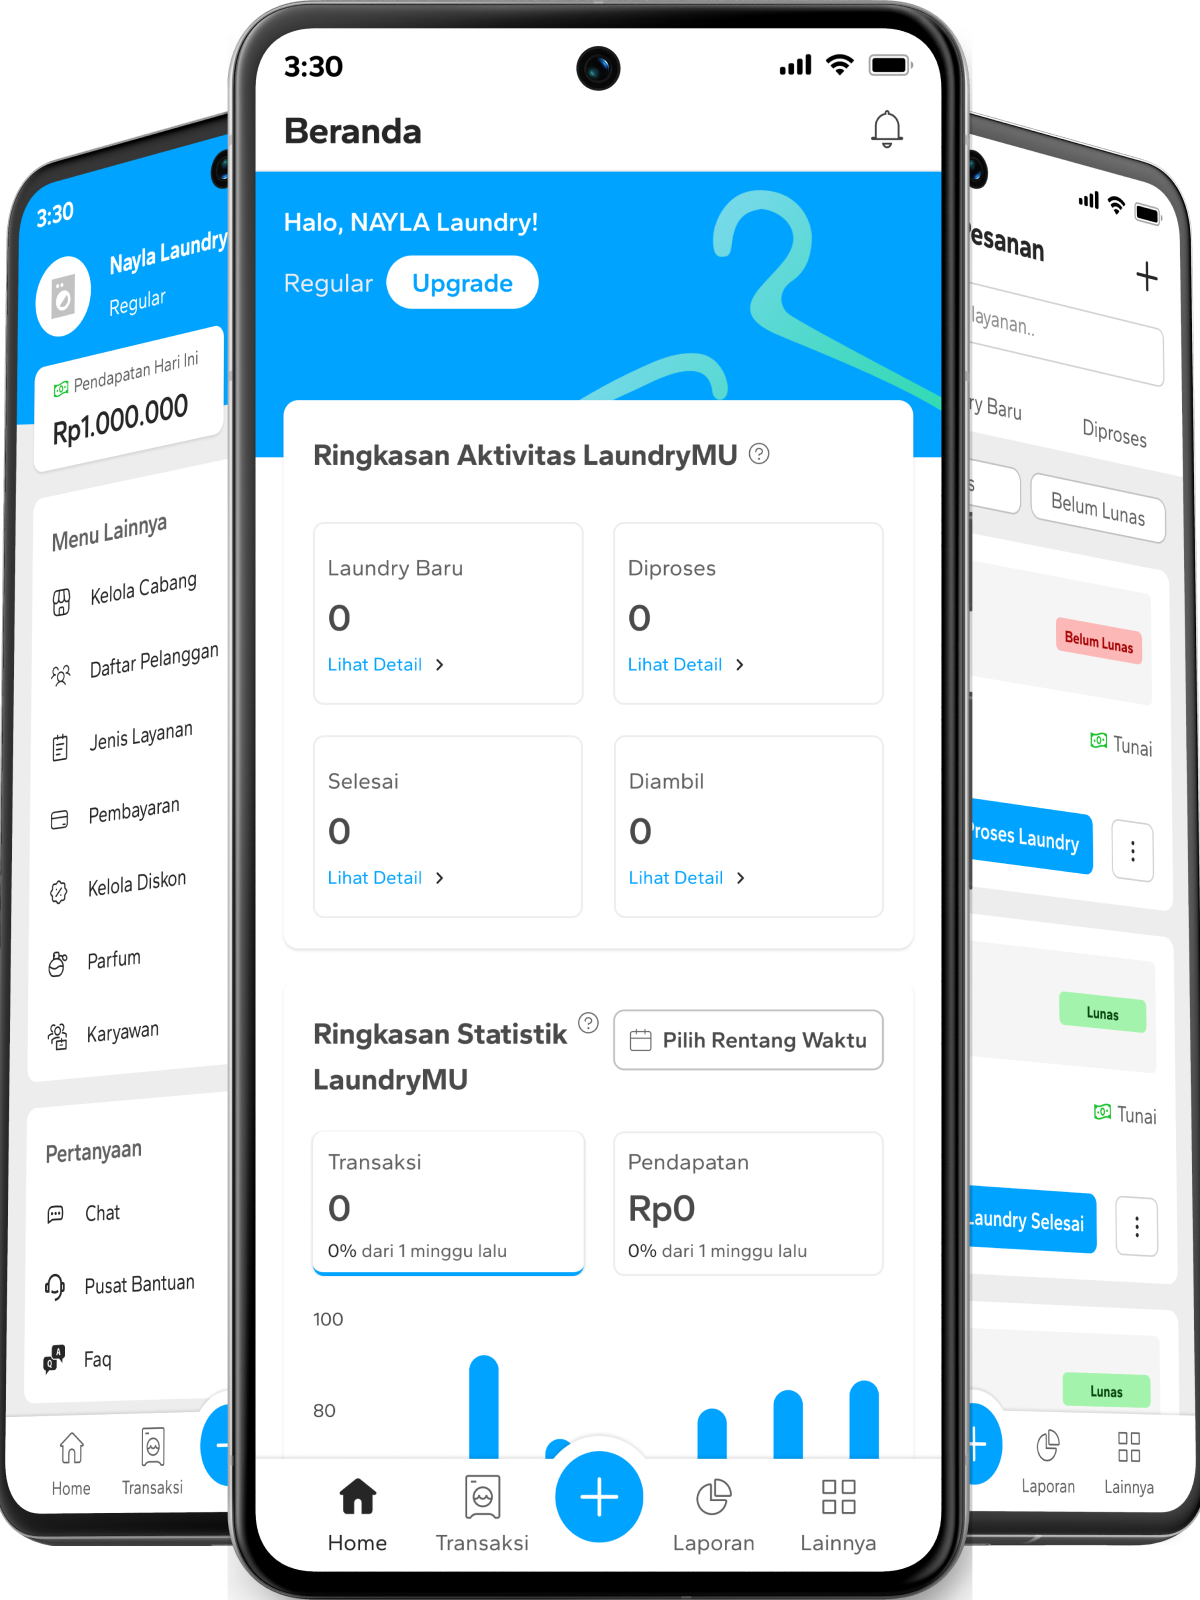 3:30
Nayla Laundry
Regular
Pendapatan Hari Ini
Rp1.000.000
Menu Lainnya
Kelola Cabang
Daftar Pelanggan
Jenis Layanan
Pembayaran
Kelola Diskon
Parfum
Karyawan
Pertanyaan
Chat
Pusat Bantuan
Faq
Home
Transaksi
3:30
Beranda
Halo, NAYLA Laundry!
Regular
Upgrade
Ringkasan Aktivitas LaundryMU
Laundry Baru
0
Lihat Detail
Diproses
0
Lihat Detail
Selesai
0
Lihat Detail
Diambil
0
Lihat Detail
Ringkasan Statistik
LaundryMU
Pilih Rentang Waktu
Transaksi
0
0% dari 1 minggu lalu
Pendapatan
Rp0
0% dari 1 minggu lalu
100
80
Home
Transaksi
Laporan
Lainnya
esanan
layanan..
ry Baru
Diproses
s
Belum Lunas
Belum Lunas
Tunai
roses Laundry
Lunas
Tunai
Laundry Selesai
Lunas
Laporan
Lainnya